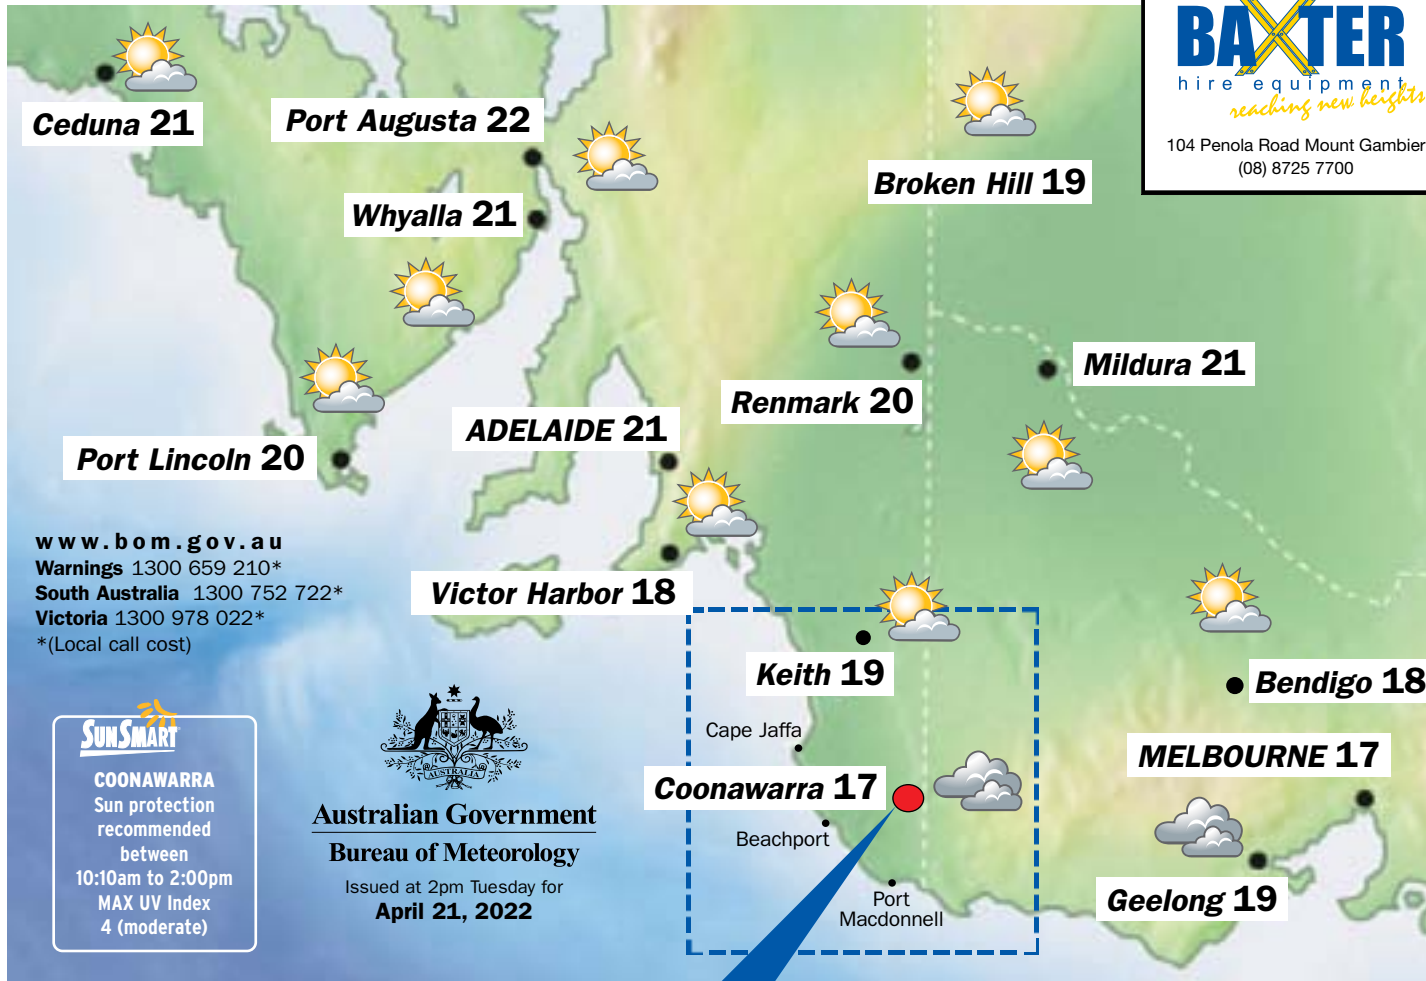 BAXTER
hire equipment
reaching new heights
104 Penola Road Mount Gambier
(08) 8725 7700
Ceduna 21
Port Augusta 22
Whyalla 21
Broken Hill 19
Renmark 20
Mildura 21
ADELAIDE 21
Port Lincoln 20
Victor Harbor 18
www.bom.gov.au
Warnings 1300 659 210*
South Australia 1300 752 722*
Victoria 1300 978 022*
*(Local call cost)
Keith 19
Bendigo 18
Cape Jaffa
MELBOURNE 17
Coonawarra 17
Beachport
Port
Macdonnell
Geelong 19
SUNSMART
COONAWARRA
Sun protection
recommended
between
10:10am to 2:00pm
MAX UV Index
4 (moderate)
AUSTRALIA
Australian Government
Bureau of Meteorology
Issued at 2pm Tuesday for
April 21, 2022